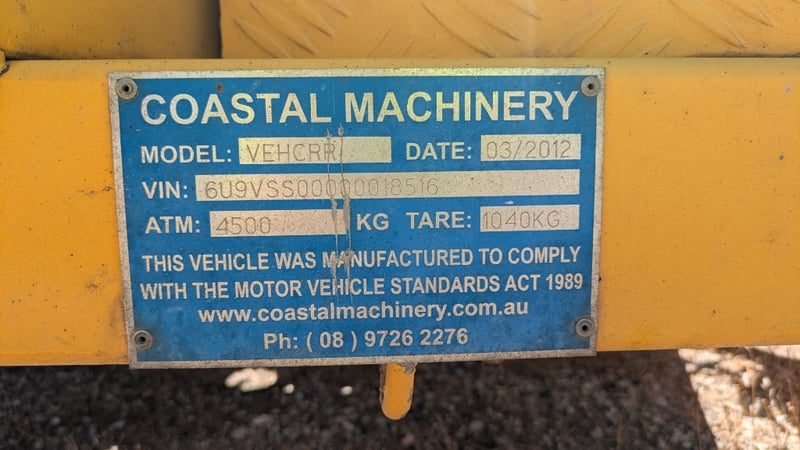 COASTAL MACHINERY
MODEL: VEHCRR DATE: 03/2012
VIN: 6U9VSS00000018516
ATM: 4500 KG TARE: 1040KG
THIS VEHICLE WAS MANUFACTURED TO COMPLY
WITH THE MOTOR VEHICLE STANDARDS ACT 1989
www.coastalmachinery.com.au
Ph: ( 08 ) 9726 2276